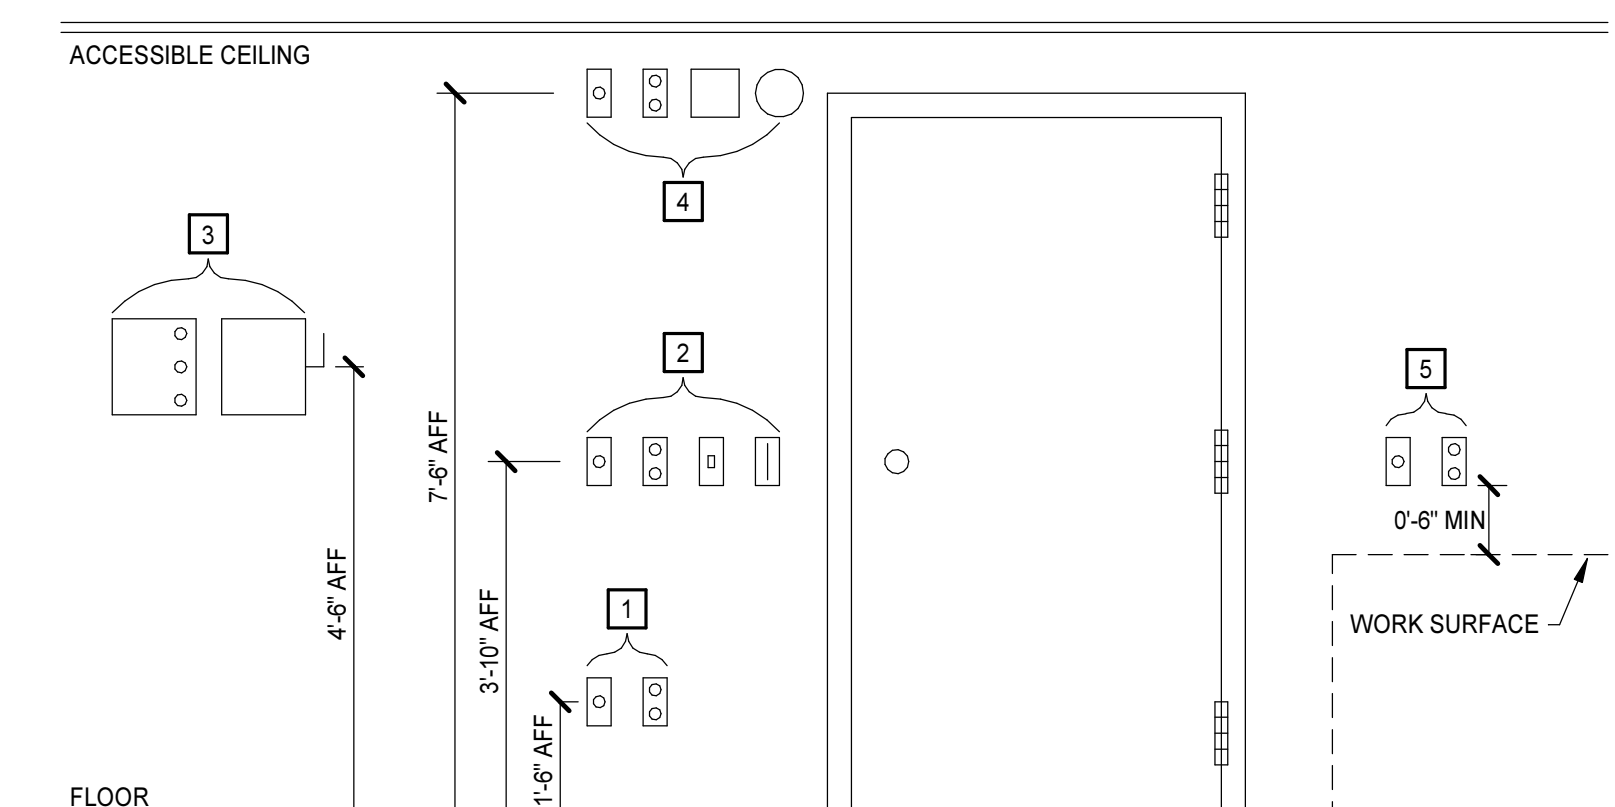 ACCESSIBLE CEILING
4
3
2
5
7'-6" AFF
0'-6" MIN
4'-6" AFF
3'-10" AFF
1
WORK SURFACE
1'-6" AFF
FLOOR